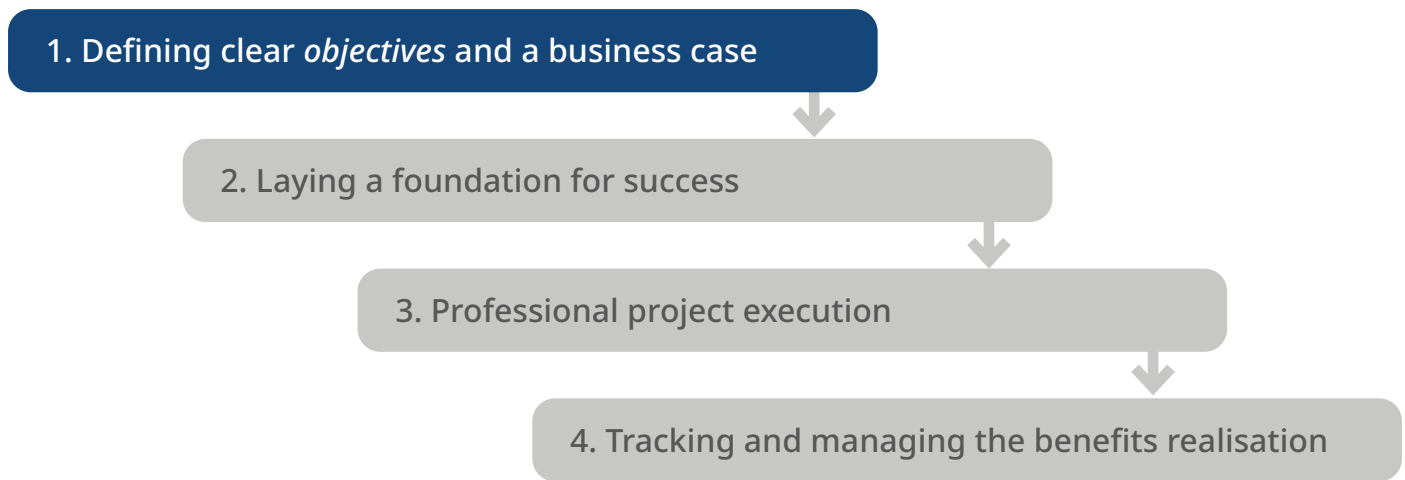 1. Defining clear objectives and a business case
2. Laying a foundation for success
3. Professional project execution
4. Tracking and managing the benefits realisation